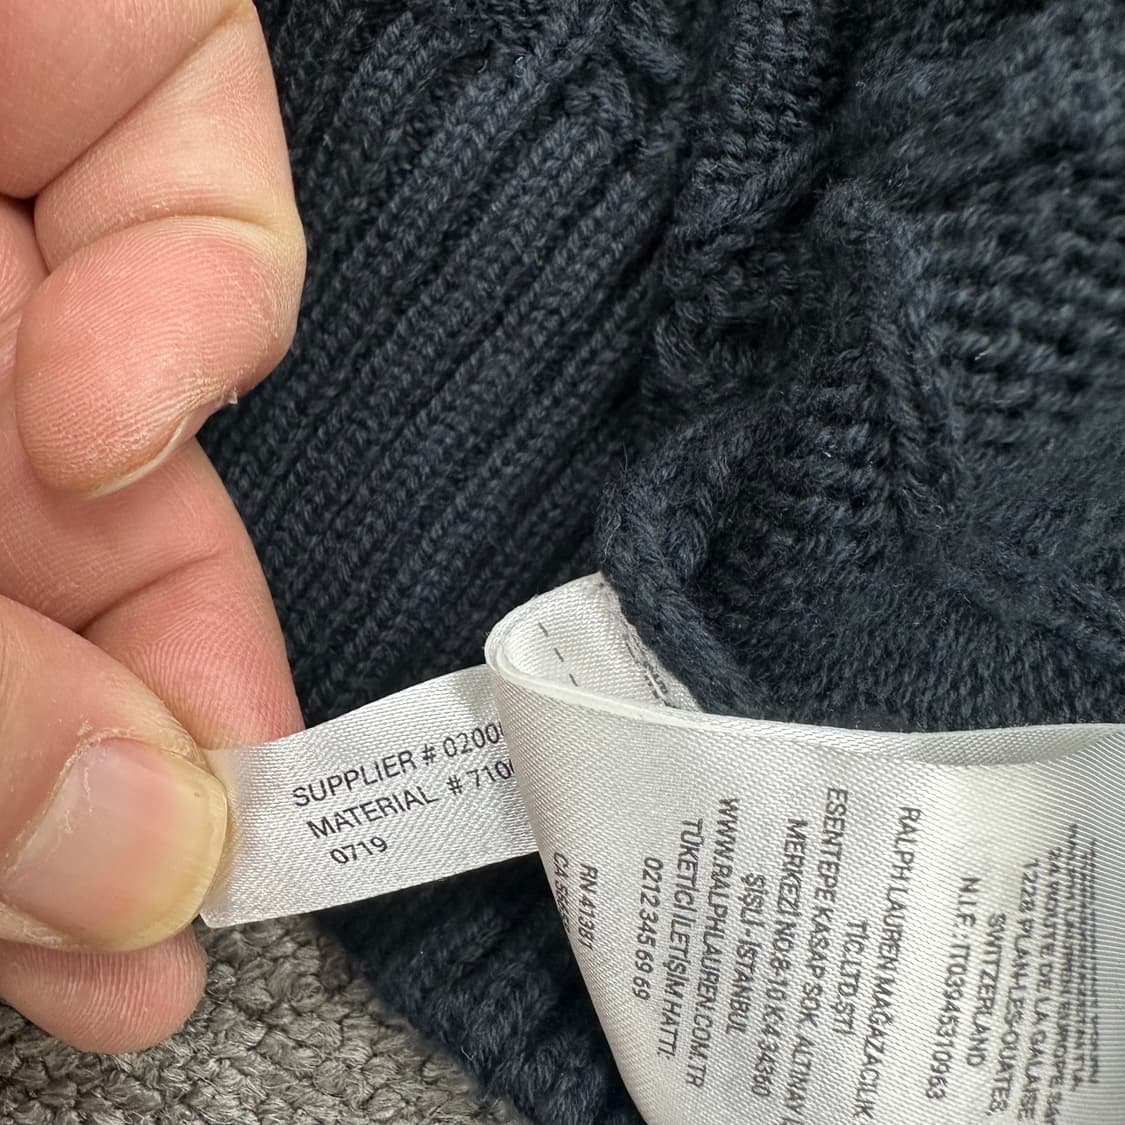 SUPPLIER # 0200
MATERIAL # 710
0719
1228 PLAN-LES-OUATES,
SWITZERLAND
N.I.F. IT03945310963
RALPH LAUREN MAĞAZACILIK
TİC LTD. ŞTİ
ESENTEPE KASAP SOK. ALTINAY
MERKEZİ NO:8-10 K:4 34360
ŞİŞLİ - İSTANBUL
WWW.RALPHLAUREN.COM.TR
TÜKETİCİ İLETİŞİM HATTI:
0212 345 69 69
RN 41381